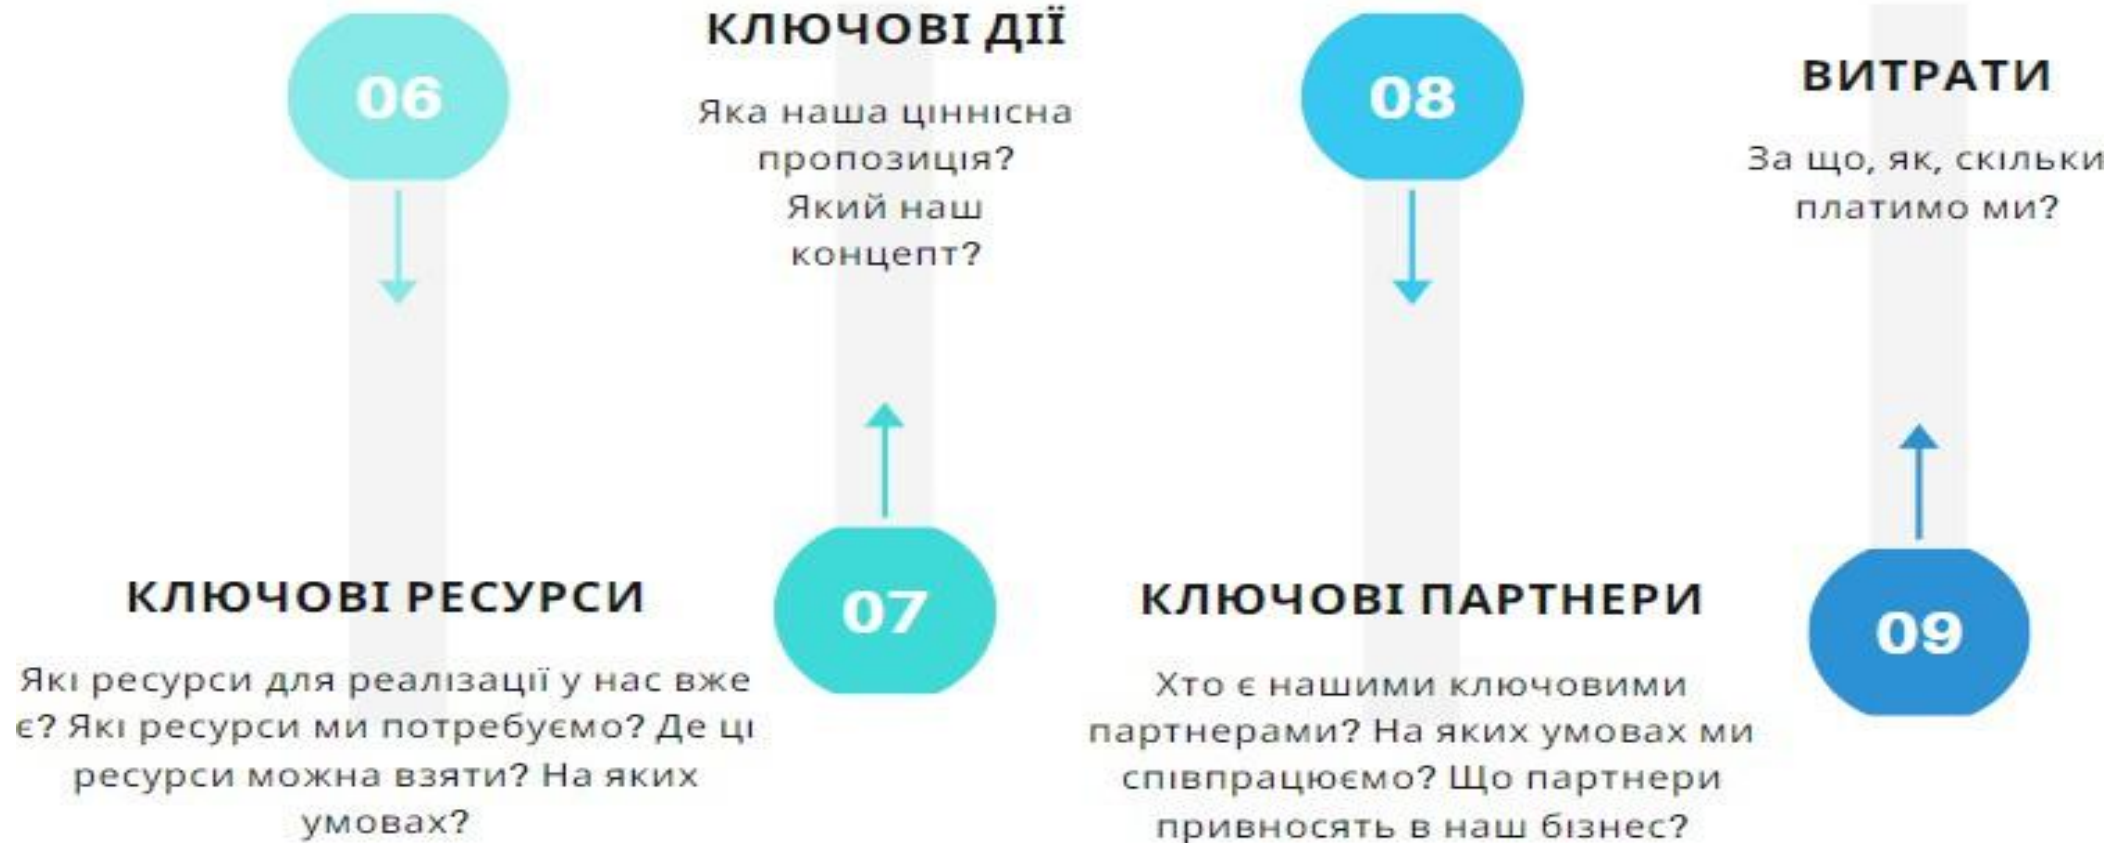 06
КЛЮЧОВІ РЕСУРСИ
Які ресурси для реалізації у нас вже
є? Які ресурси ми потребуємо? Де ці
ресурси можна взяти? На яких
умовах?
КЛЮЧОВІ ДІЇ
Яка наша ціннісна
пропозиція?
Який наш
концепт?
07
08
КЛЮЧОВІ ПАРТНЕРИ
Хто є нашими ключовими
партнерами? На яких умовах ми
співпрацюємо? Що партнери
привносять в наш бізнес?
ВИТРАТИ
За що, як, скільки
платимо ми?
09